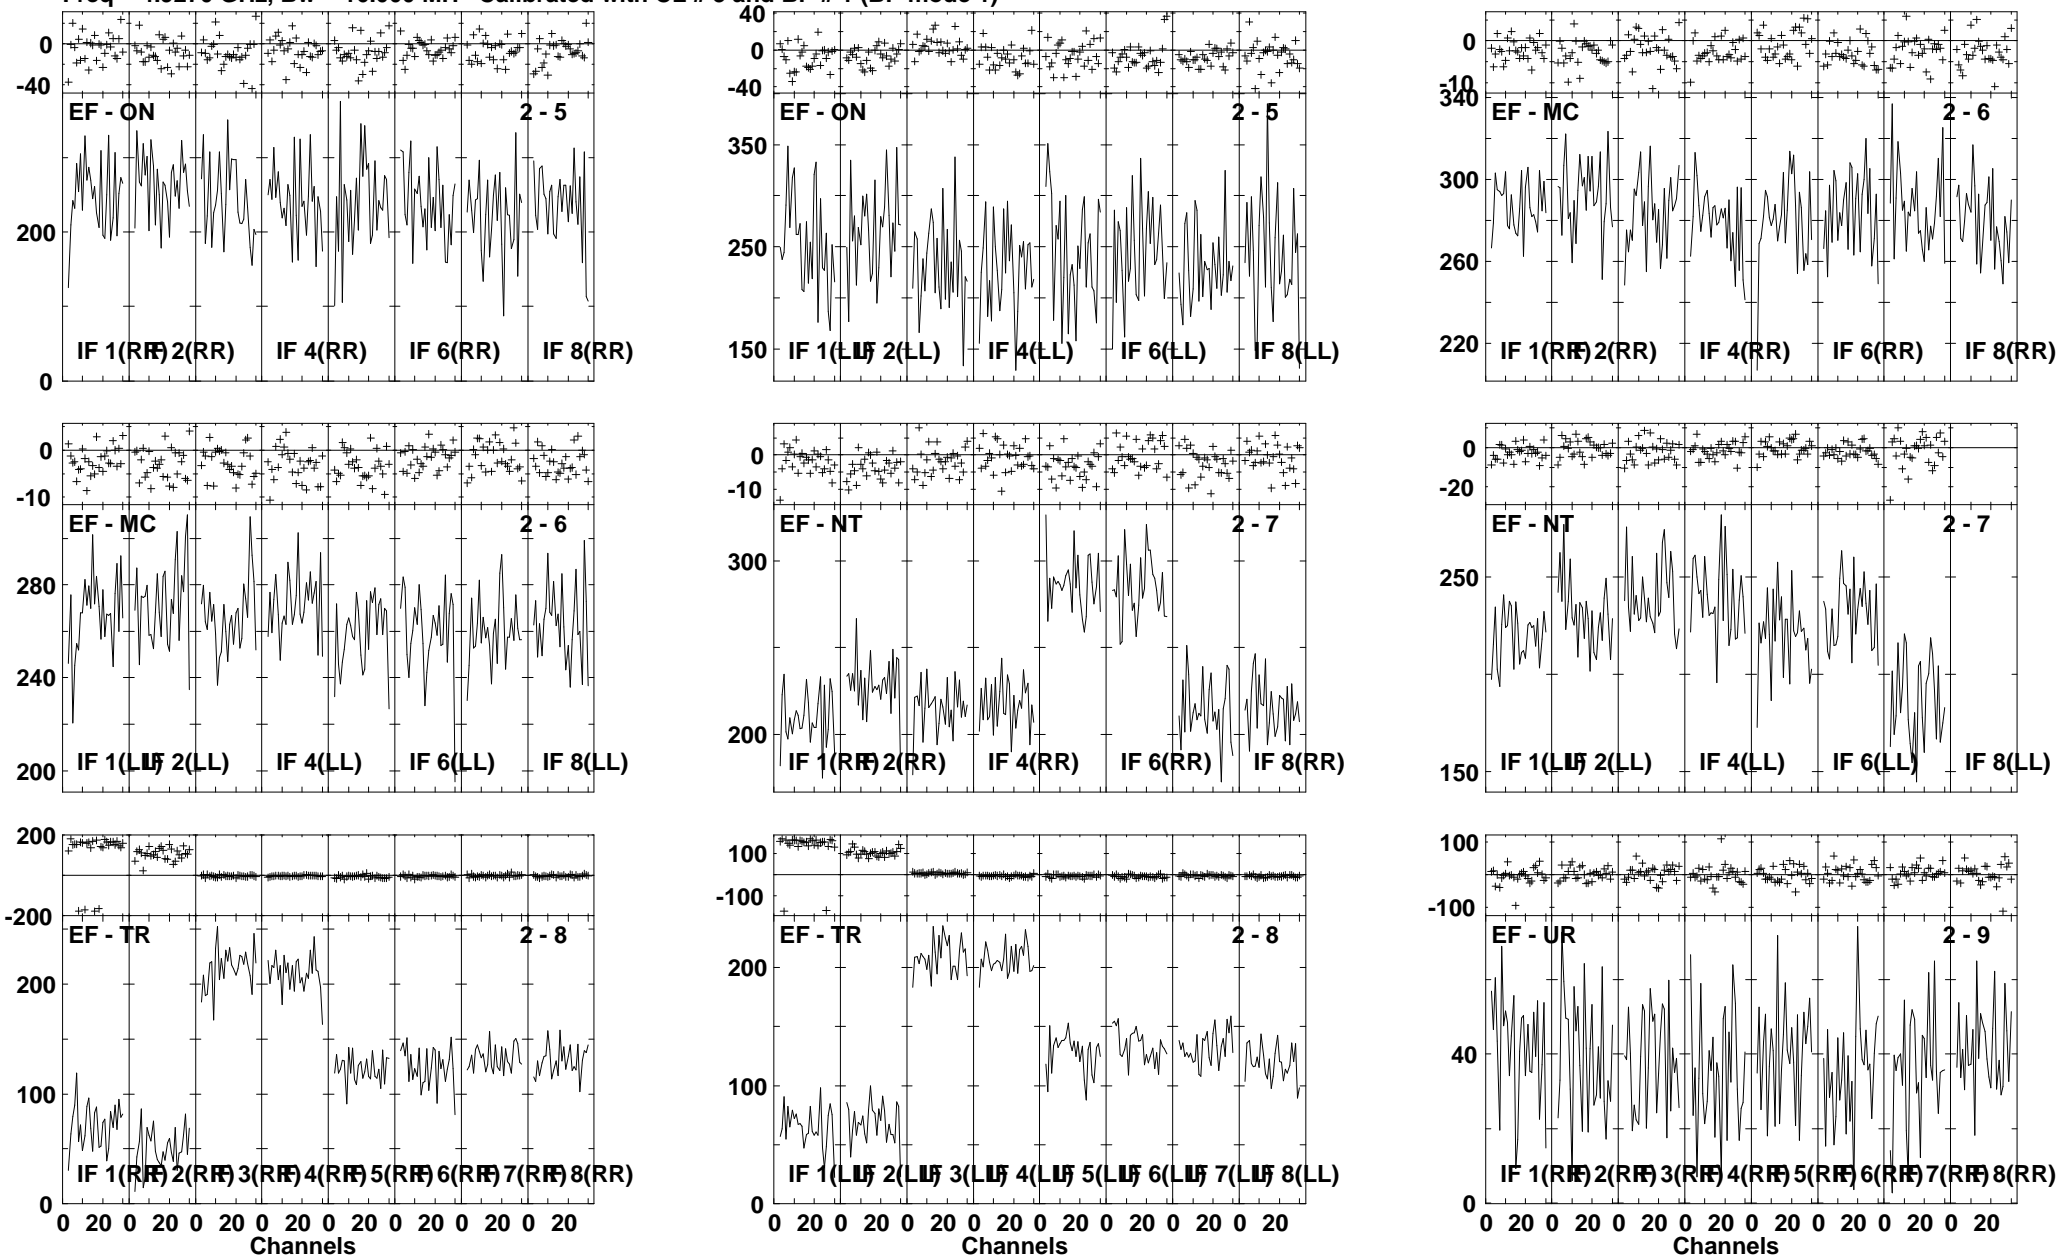 0 40 0
-40 0 0
-40 -10
340
EF - ON 2 - 5 EF - ON 2 - 5 EF - MC 2 - 6
350
300
200 250 260
IF 1(RR) IF 2(RR) IF 4(RR) IF 6(RR) IF 8(RR) 150 IF 1(LL) IF 2(LL) IF 4(LL) IF 6(LL) IF 8(LL) 220 IF 1(RR) IF 2(RR) IF 4(RR) IF 6(RR) IF 8(RR)
0
0 0 0
-10 -10 -20
EF - MC 2 - 6 EF - NT 2 - 7 EF - NT 2 - 7
280 300 250
240
200
200 IF 1(LL) IF 2(LL) IF 4(LL) IF 6(LL) IF 8(LL) IF 1(RR) IF 2(RR) IF 4(RR) IF 6(RR) IF 8(RR) 150 IF 1(LL) IF 2(LL) IF 4(LL) IF 6(LL) IF 8(LL)
200 100 100
-200 -100 -100
EF - TR 2 - 8 EF - TR 2 - 8 EF - UR 2 - 9
200 200
100 100 40
IF 1(RR) IF 2(RR) IF 3(RR) IF 4(RR) IF 5(RR) IF 6(RR) IF 7(RR) IF 8(RR) IF 1(LL) IF 2(LL) IF 3(LL) IF 4(LL) IF 5(LL) IF 6(LL) IF 7(LL) IF 8(LL) IF 1(RR) IF 2(RR) IF 3(RR) IF 4(RR) IF 5(RR) IF 6(RR) IF 7(RR) IF 8(RR)
0 0 0
0 20 0 20 0 20 0 20 0 20 0 20 0 20 0 20 0 20 0 20 0 20 0 20 0 20 0 20 0 20 0 20 0 20 0 20 0 20 0 20 0 20 0 20 0 20 0 20
Channels Channels Channels